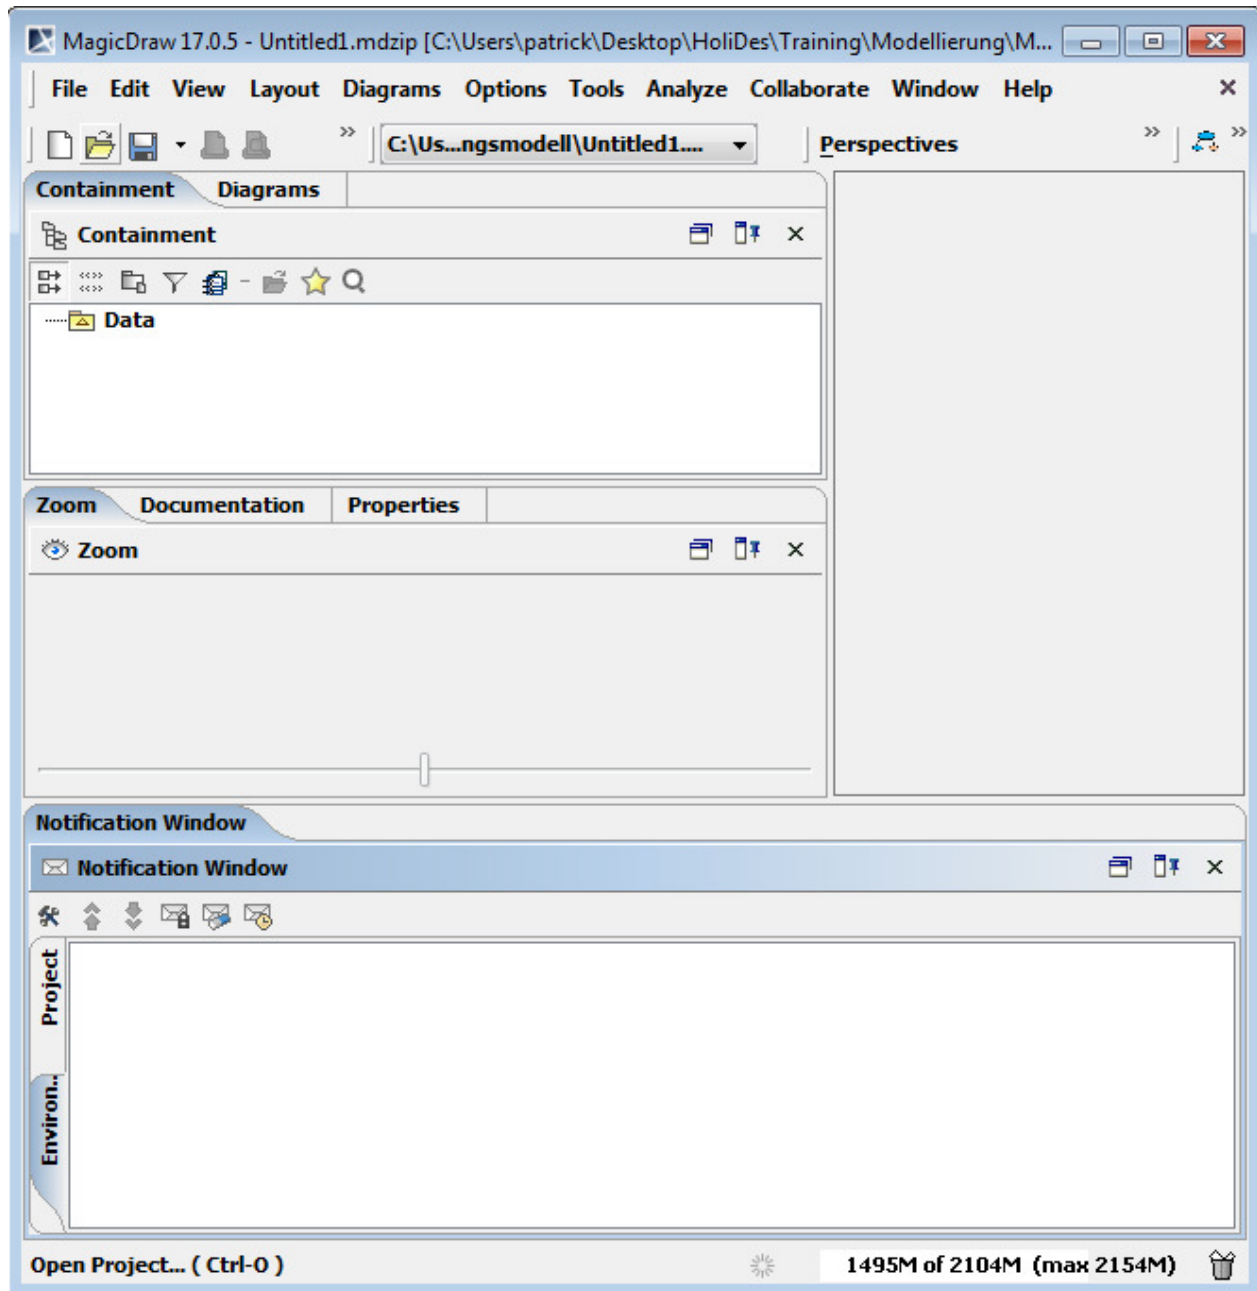 MagicDraw 17.0.5 - Untitled1.mdzip [C:\Users\patrick\Desktop\HoliDes\Training\Modellierung\M...
File Edit View Layout Diagrams Options Tools Analyze Collaborate Window Help
C:\Us...ngsmodell\Untitled1.... Perspectives
Containment Diagrams
Containment
Data
Zoom Documentation Properties
Zoom
Notification Window
Notification Window
Project
Environ..
Open Project... ( Ctrl-O ) 1495M of 2104M (max 2154M)